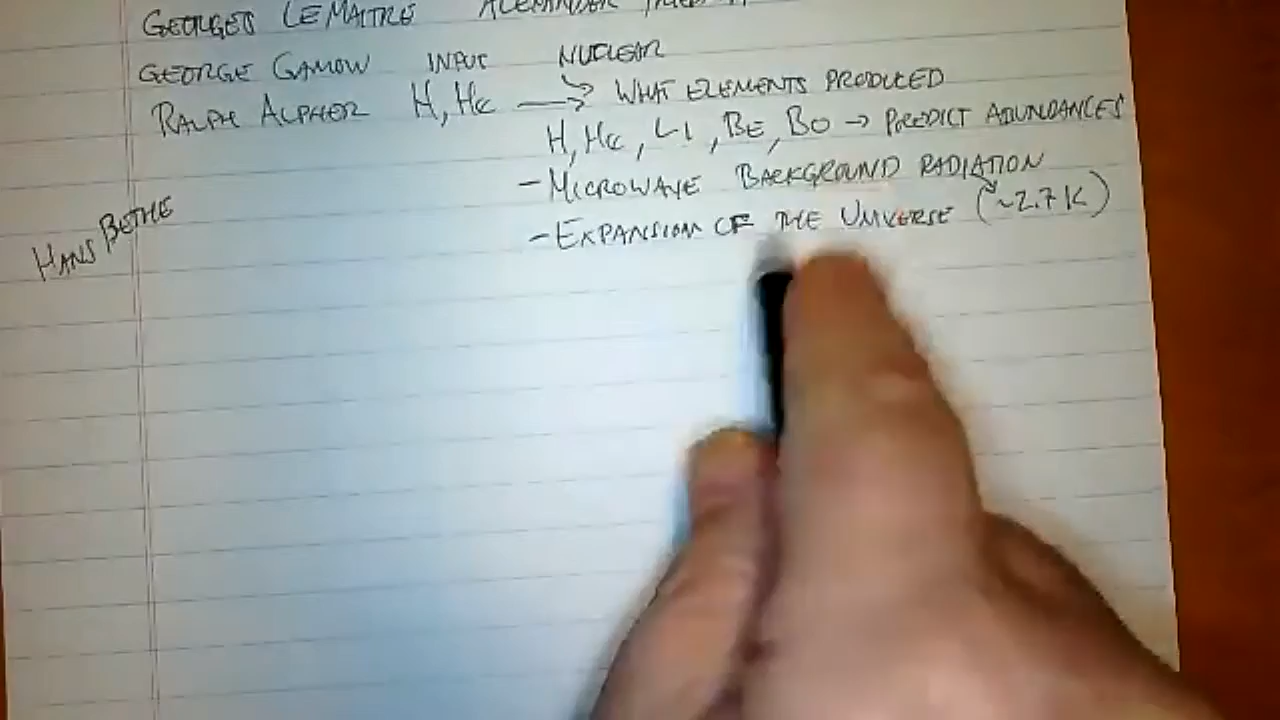 GEORGES LEMAITRE ALEXANDER
GEORGE GAMOW INPUT NUCLEAR
RALPH ALPHER H, He → WHAT ELEMENTS PRODUCED
H, He, LI, BE, BO → PREDICT ABUNDANCES
- MICROWAVE BACKGROUND RADIATION
HANS BETHE
- EXPANSION OF THE UNIVERSE (~2.7K)